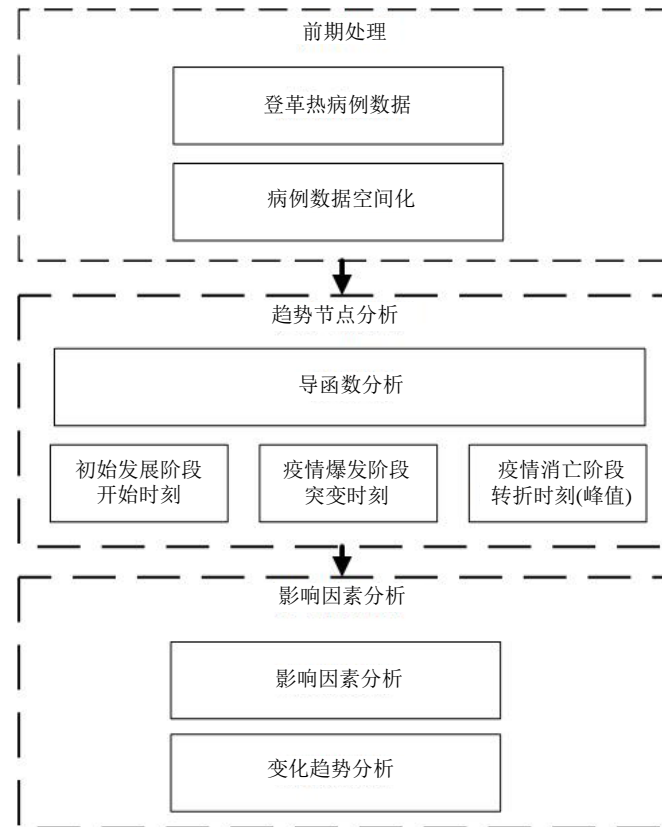 前期处理
登革热病例数据
病例数据空间化
趋势节点分析
导函数分析
初始发展阶段
开始时刻
疫情爆发阶段
突变时刻
疫情消亡阶段
转折时刻(峰值)
影响因素分析
影响因素分析
变化趋势分析